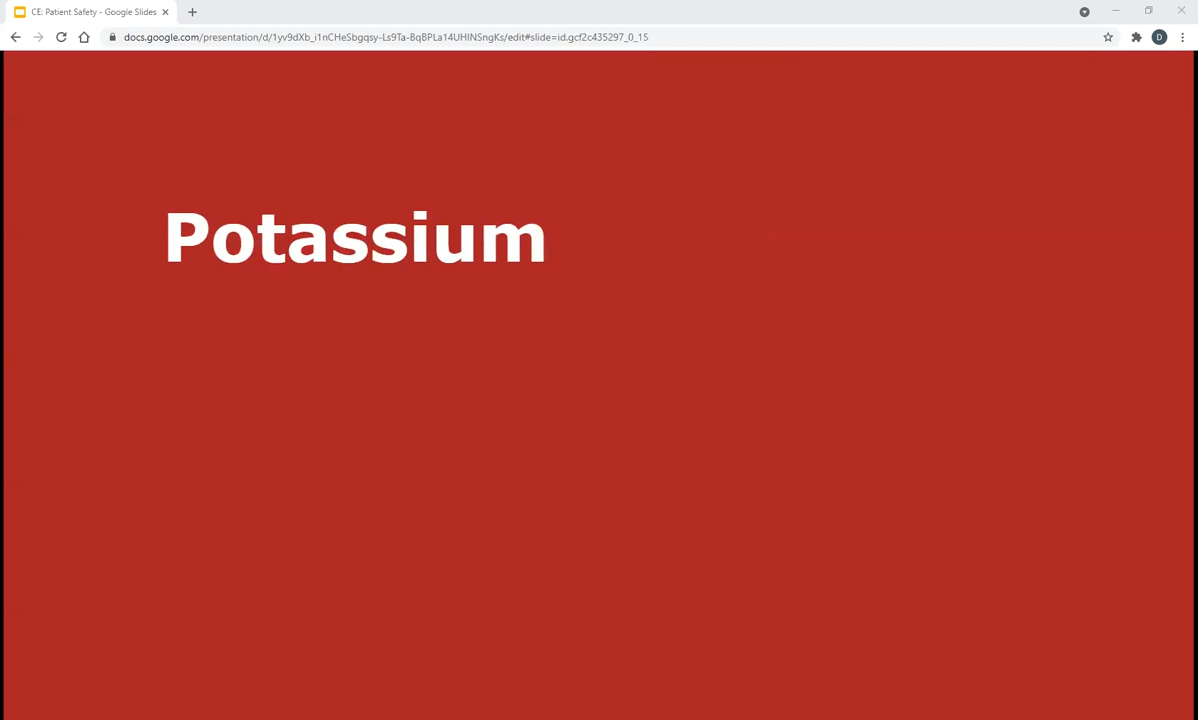 CE: Patient Safety - Google Slides
docs.google.com/presentation/d/1yv9dXb_i1nCHeSbgqsy-Ls9Ta-BqBPLa14UHINSngKs/edit#slide=id.gcf2c435297_0_15
D
Potassium